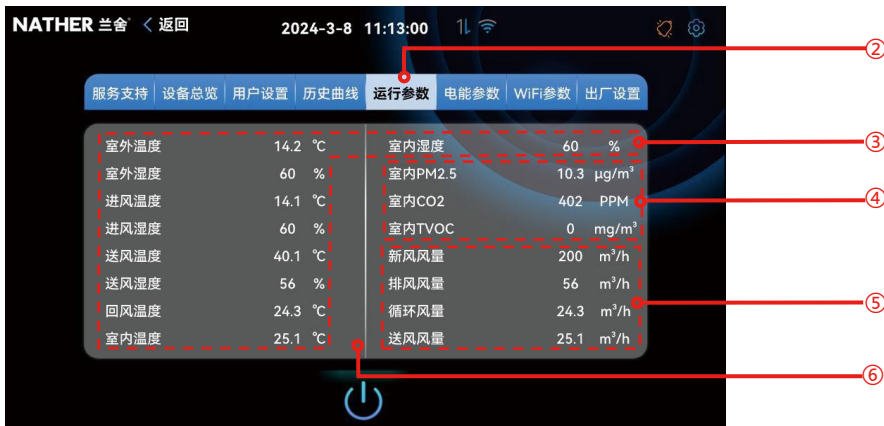 NATHER 兰舍 返回 2024-3-8 11:13:00
②
服务支持 设备总览 用户设置 历史曲线 运行参数 电能参数 WiFi参数 出厂设置
室外温度 14.2 ℃ 室内湿度 60 % ③
室外湿度 60 % 室内PM2.5 10.3 μg/m³
进风温度 14.1 ℃ 室内CO2 402 PPM ④
进风湿度 60 % 室内TVOC 0 mg/m³
送风温度 40.1 ℃ 新风风量 200 m³/h
送风湿度 56 % 排风风量 56 m³/h
回风温度 24.3 ℃ 循环风量 24.3 m³/h ⑤
室内温度 25.1 ℃ 送风风量 25.1 m³/h
⑥